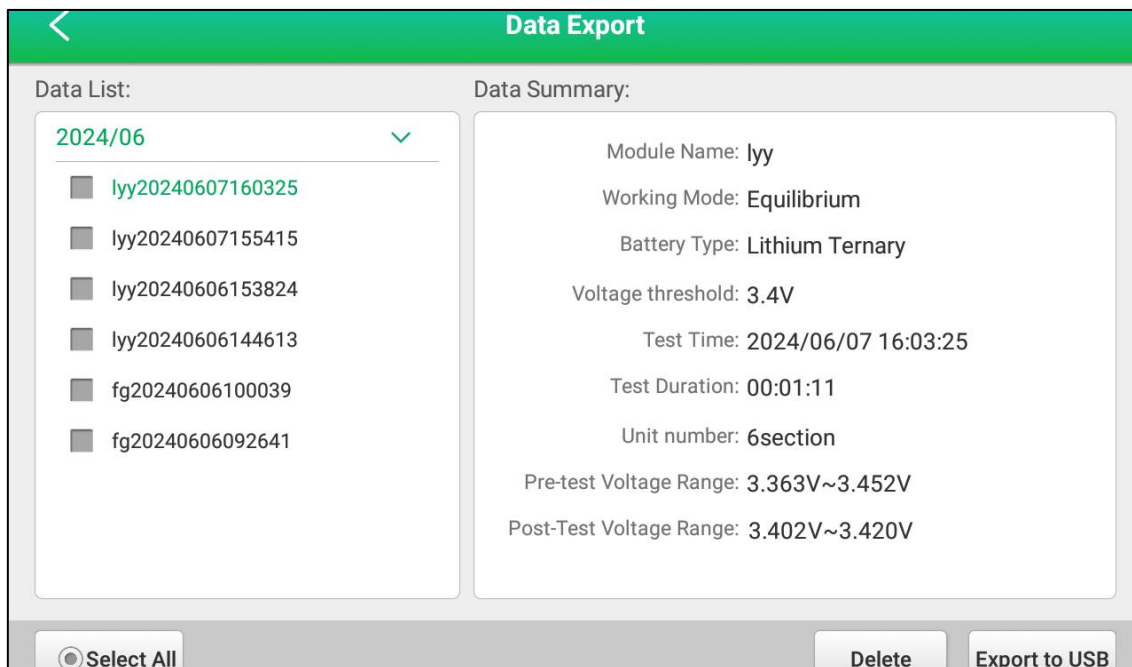 Data Export
Data List:
2024/06
lyy20240607160325
lyy20240607155415
lyy20240606153824
lyy20240606144613
fg20240606100039
fg20240606092641
Data Summary:
Module Name: lyy
Working Mode: Equilibrium
Battery Type: Lithium Ternary
Voltage threshold: 3.4V
Test Time: 2024/06/07 16:03:25
Test Duration: 00:01:11
Unit number: 6section
Pre-test Voltage Range: 3.363V~3.452V
Post-Test Voltage Range: 3.402V~3.420V
Select All
Delete
Export to USB